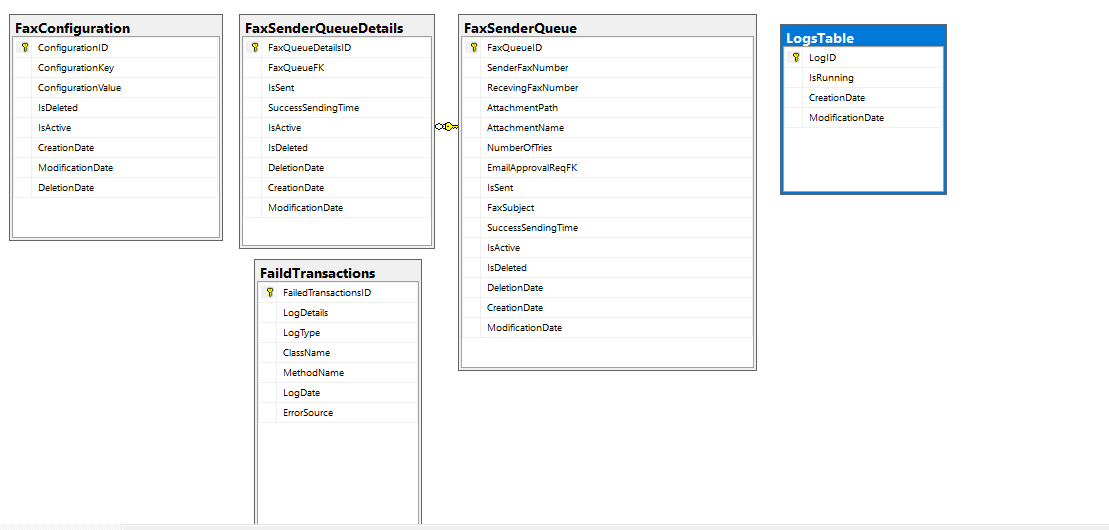 FaxConfiguration
ConfigurationID
ConfigurationKey
ConfigurationValue
IsDeleted
IsActive
CreationDate
ModificationDate
DeletionDate
FaxSenderQueueDetails
FaxQueueDetailsID
FaxQueueFK
IsSent
SuccessSendingTime
IsActive
IsDeleted
DeletionDate
CreationDate
ModificationDate
FaxSenderQueue
FaxQueueID
SenderFaxNumber
RecevingFaxNumber
AttachmentPath
AttachmentName
NumberOfTries
EmailApprovalReqFK
IsSent
FaxSubject
SuccessSendingTime
IsActive
IsDeleted
DeletionDate
CreationDate
ModificationDate
LogsTable
LogID
IsRunning
CreationDate
ModificationDate
FaildTransactions
FailedTransactionsID
LogDetails
LogType
ClassName
MethodName
LogDate
ErrorSource